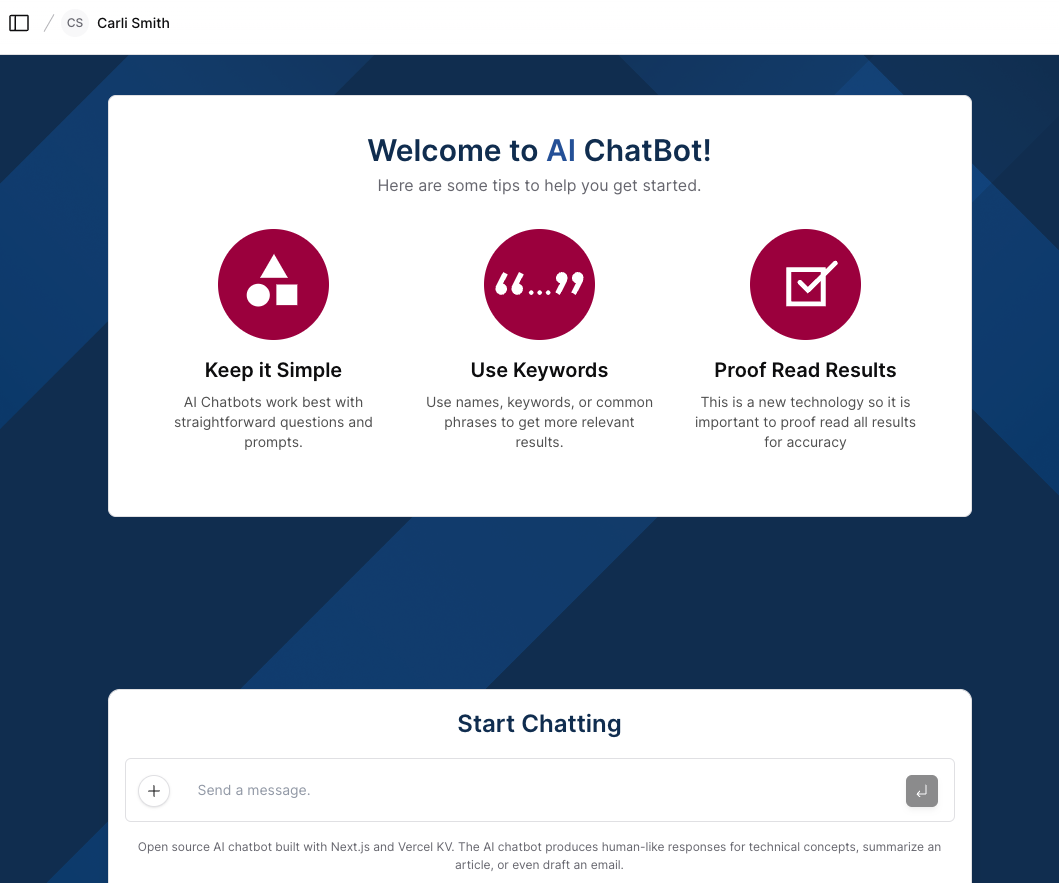 CS Carli Smith
Welcome to AI ChatBot!
Here are some tips to help you get started.
“...”
Keep it Simple
AI Chatbots work best with
straightforward questions and
prompts.
Use Keywords
Use names, keywords, or common
phrases to get more relevant
results.
Proof Read Results
This is a new technology so it is
important to proof read all results
for accuracy
Start Chatting
Send a message.
Open source AI chatbot built with Next.js and Vercel KV. The AI chatbot produces human-like responses for technical concepts, summarize an
article, or even draft an email.